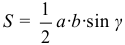 S = 1/2 a·b·sin γ